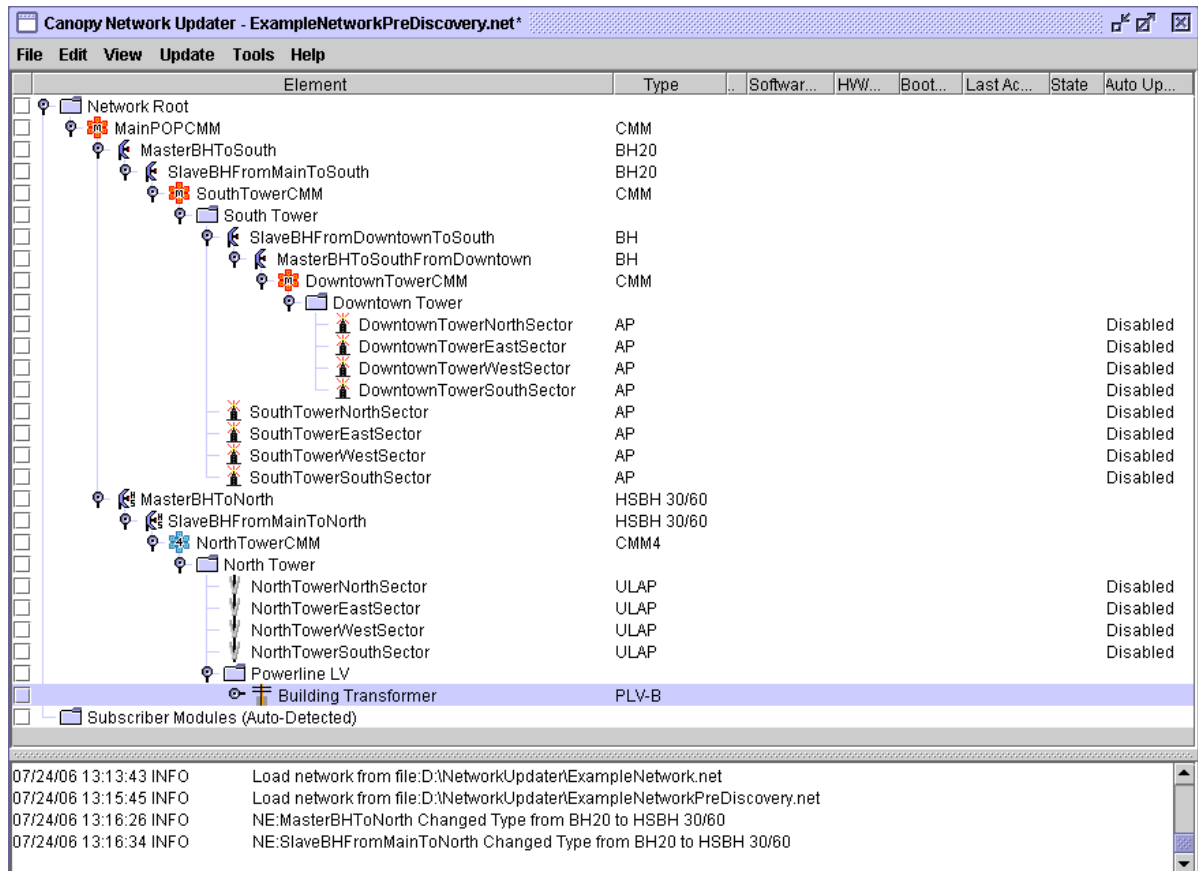 Canopy Network Updater - ExampleNetworkPreDiscovery.net*
File Edit View Update Tools Help
Element Type .. Softwar... HW... Boot... Last Ac... State Auto Up...
Network Root
MainPOPCMM CMM
MasterBHToSouth BH20
SlaveBHFromMainToSouth BH20
SouthTowerCMM CMM
South Tower
SlaveBHFromDowntownToSouth BH
MasterBHToSouthFromDowntown BH
DowntownTowerCMM CMM
Downtown Tower
DowntownTowerNorthSector AP Disabled
DowntownTowerEastSector AP Disabled
DowntownTowerWestSector AP Disabled
DowntownTowerSouthSector AP Disabled
SouthTowerNorthSector AP Disabled
SouthTowerEastSector AP Disabled
SouthTowerWestSector AP Disabled
SouthTowerSouthSector AP Disabled
MasterBHToNorth HSBH 30/60
SlaveBHFromMainToNorth HSBH 30/60
NorthTowerCMM CMM4
North Tower
NorthTowerNorthSector ULAP Disabled
NorthTowerEastSector ULAP Disabled
NorthTowerWestSector ULAP Disabled
NorthTowerSouthSector ULAP Disabled
Powerline LV
Building Transformer PLV-B
Subscriber Modules (Auto-Detected)
07/24/06 13:13:43 INFO Load network from file:D:\NetworkUpdater\ExampleNetwork.net
07/24/06 13:15:45 INFO Load network from file:D:\NetworkUpdater\ExampleNetworkPreDiscovery.net
07/24/06 13:16:26 INFO NE:MasterBHToNorth Changed Type from BH20 to HSBH 30/60
07/24/06 13:16:34 INFO NE:SlaveBHFromMainToNorth Changed Type from BH20 to HSBH 30/60